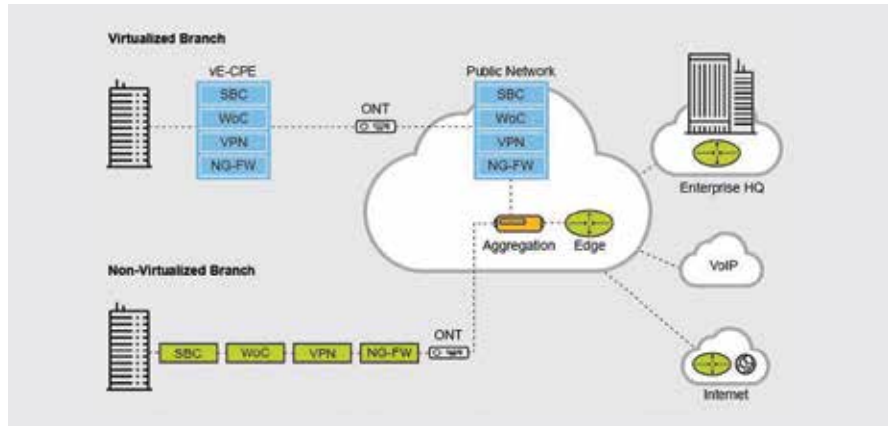 Virtualized Branch
vE-CPE
SBC
WoC
VPN
NG-FW
ONT
Public Network
SBC
WoC
VPN
NG-FW
Enterprise HQ
Aggregation
Edge
VoIP
Internet
Non-Virtualized Branch
SBC
WoC
VPN
NG-FW
ONT